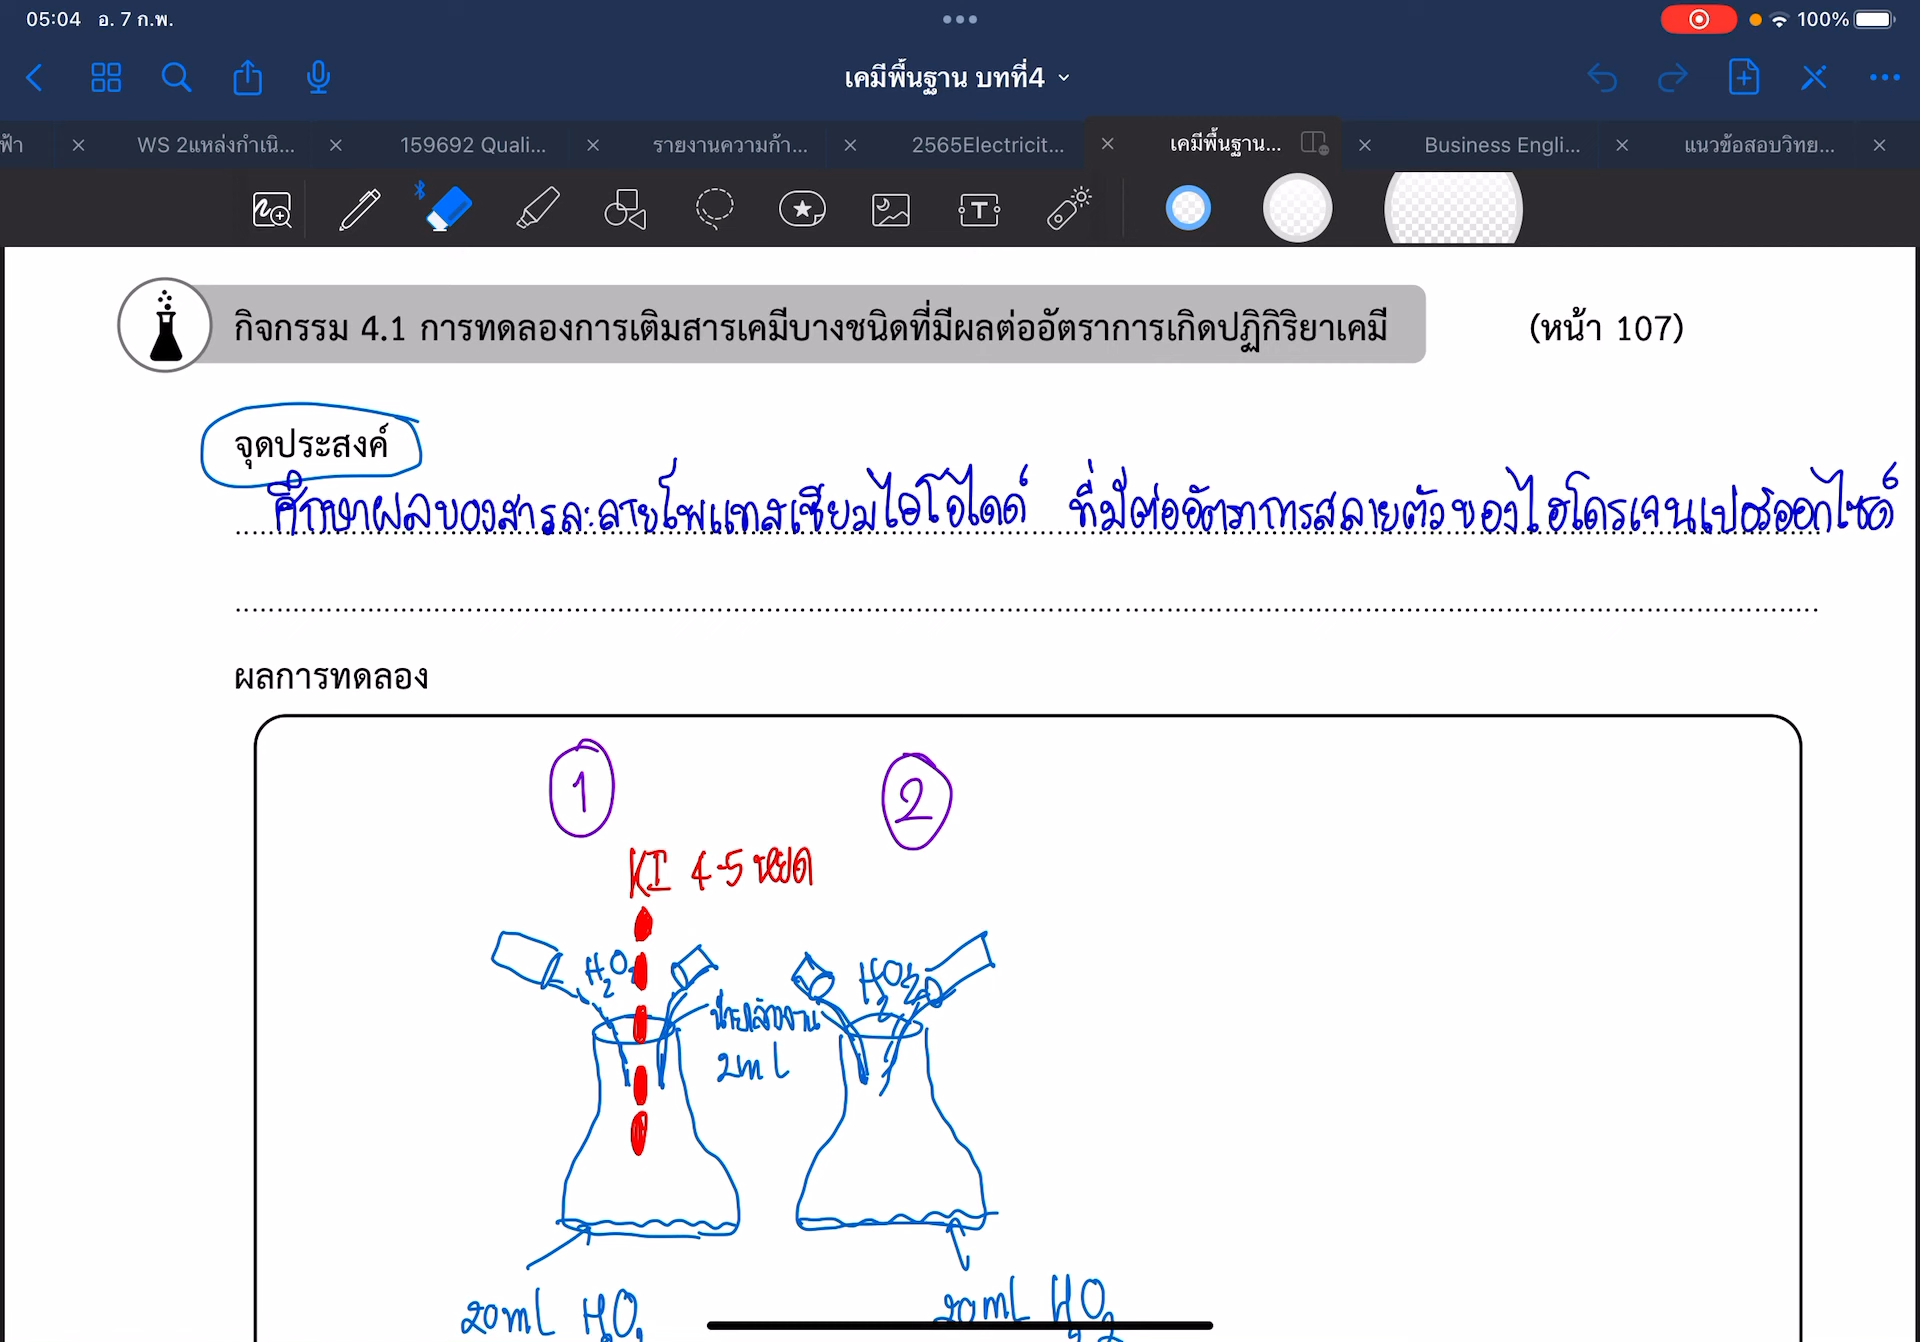 05:04 อ. 7 ก.พ.
100%
เคมีพื้นฐาน บทที่4
ฟ้า
WS 2แหล่งกำเนิ...
159692 Quali...
รายงานความก้า...
2565Electricit...
เคมีพื้นฐาน...
Business Engli...
แนวข้อสอบวิทย...
กิจกรรม 4.1 การทดลองการเติมสารเคมีบางชนิดที่มีผลต่ออัตราการเกิดปฏิกิริยาเคมี (หน้า 107)
จุดประสงค์
ศึกษาผลของสารละลายโพแทสเซียมไอโอไดด์ ที่มีต่ออัตราการสลายตัวของไฮโดรเจนเปอร์ออกไซด์
ผลการทดลอง
1 2
KI 4-5 หยด
H2O2 H2O2
น้ำยาล้างจาน
2ml
20ml H2O2 20ml H2O2